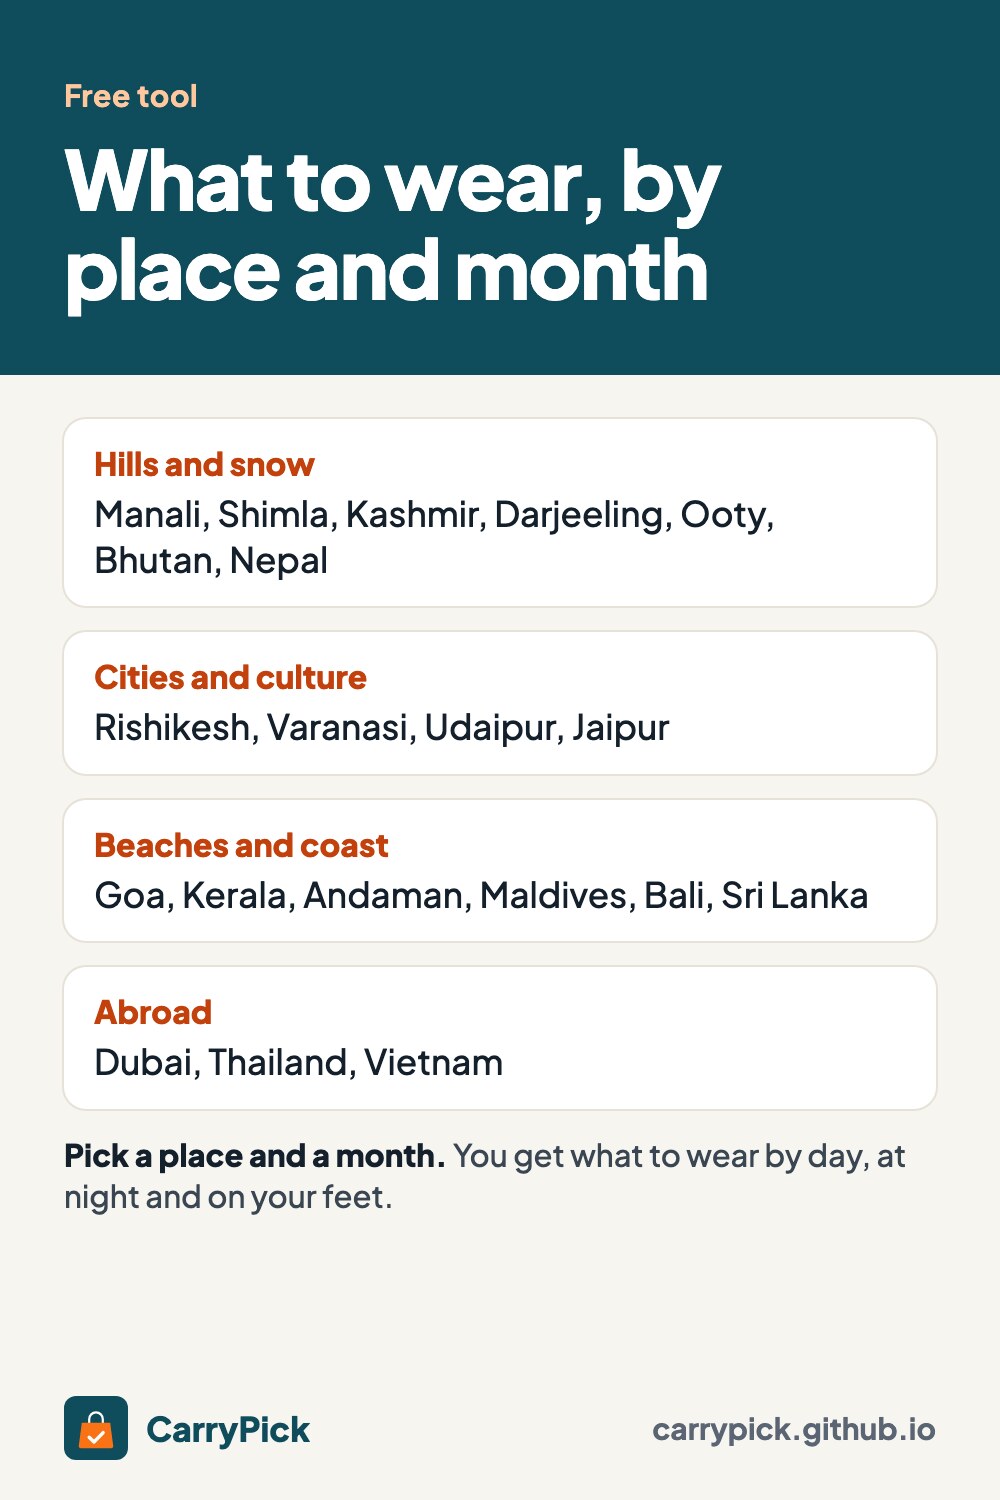 Free tool
What to wear, by
place and month
Hills and snow
Manali, Shimla, Kashmir, Darjeeling, Ooty,
Bhutan, Nepal
Cities and culture
Rishikesh, Varanasi, Udaipur, Jaipur
Beaches and coast
Goa, Kerala, Andaman, Maldives, Bali, Sri Lanka
Abroad
Dubai, Thailand, Vietnam
Pick a place and a month. You get what to wear by day, at
night and on your feet.
CarryPick
carrypick.github.io